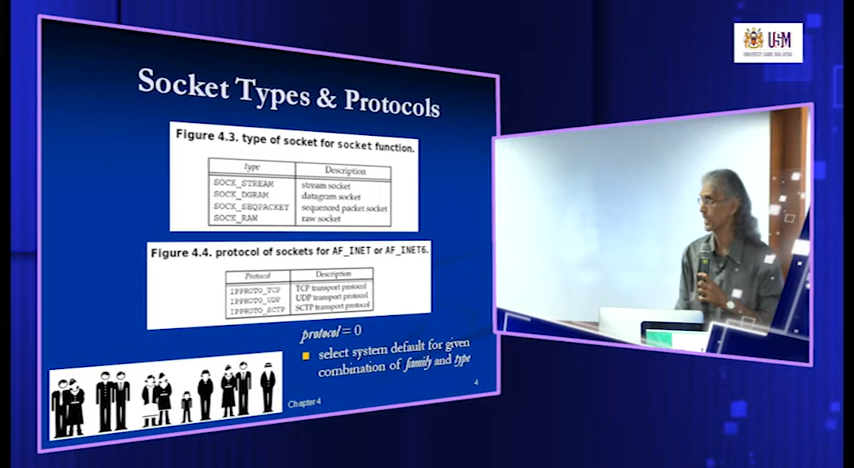 USM
UNIVERSITI SAINS MALAYSIA
Socket Types & Protocols
Figure 4.3. type of socket for socket function.
type Description
SOCK_STREAM stream socket
SOCK_DGRAM datagram socket
SOCK_SEQPACKET sequenced packet socket
SOCK_RAW raw socket
Figure 4.4. protocol of sockets for AF_INET or AF_INET6.
Protocol Description
IPPROTO_TCP TCP transport protocol
IPPROTO_UDP UDP transport protocol
IPPROTO_SCTP SCTP transport protocol
protocol = 0
select system default for given
combination of family and type
Chapter 4
4